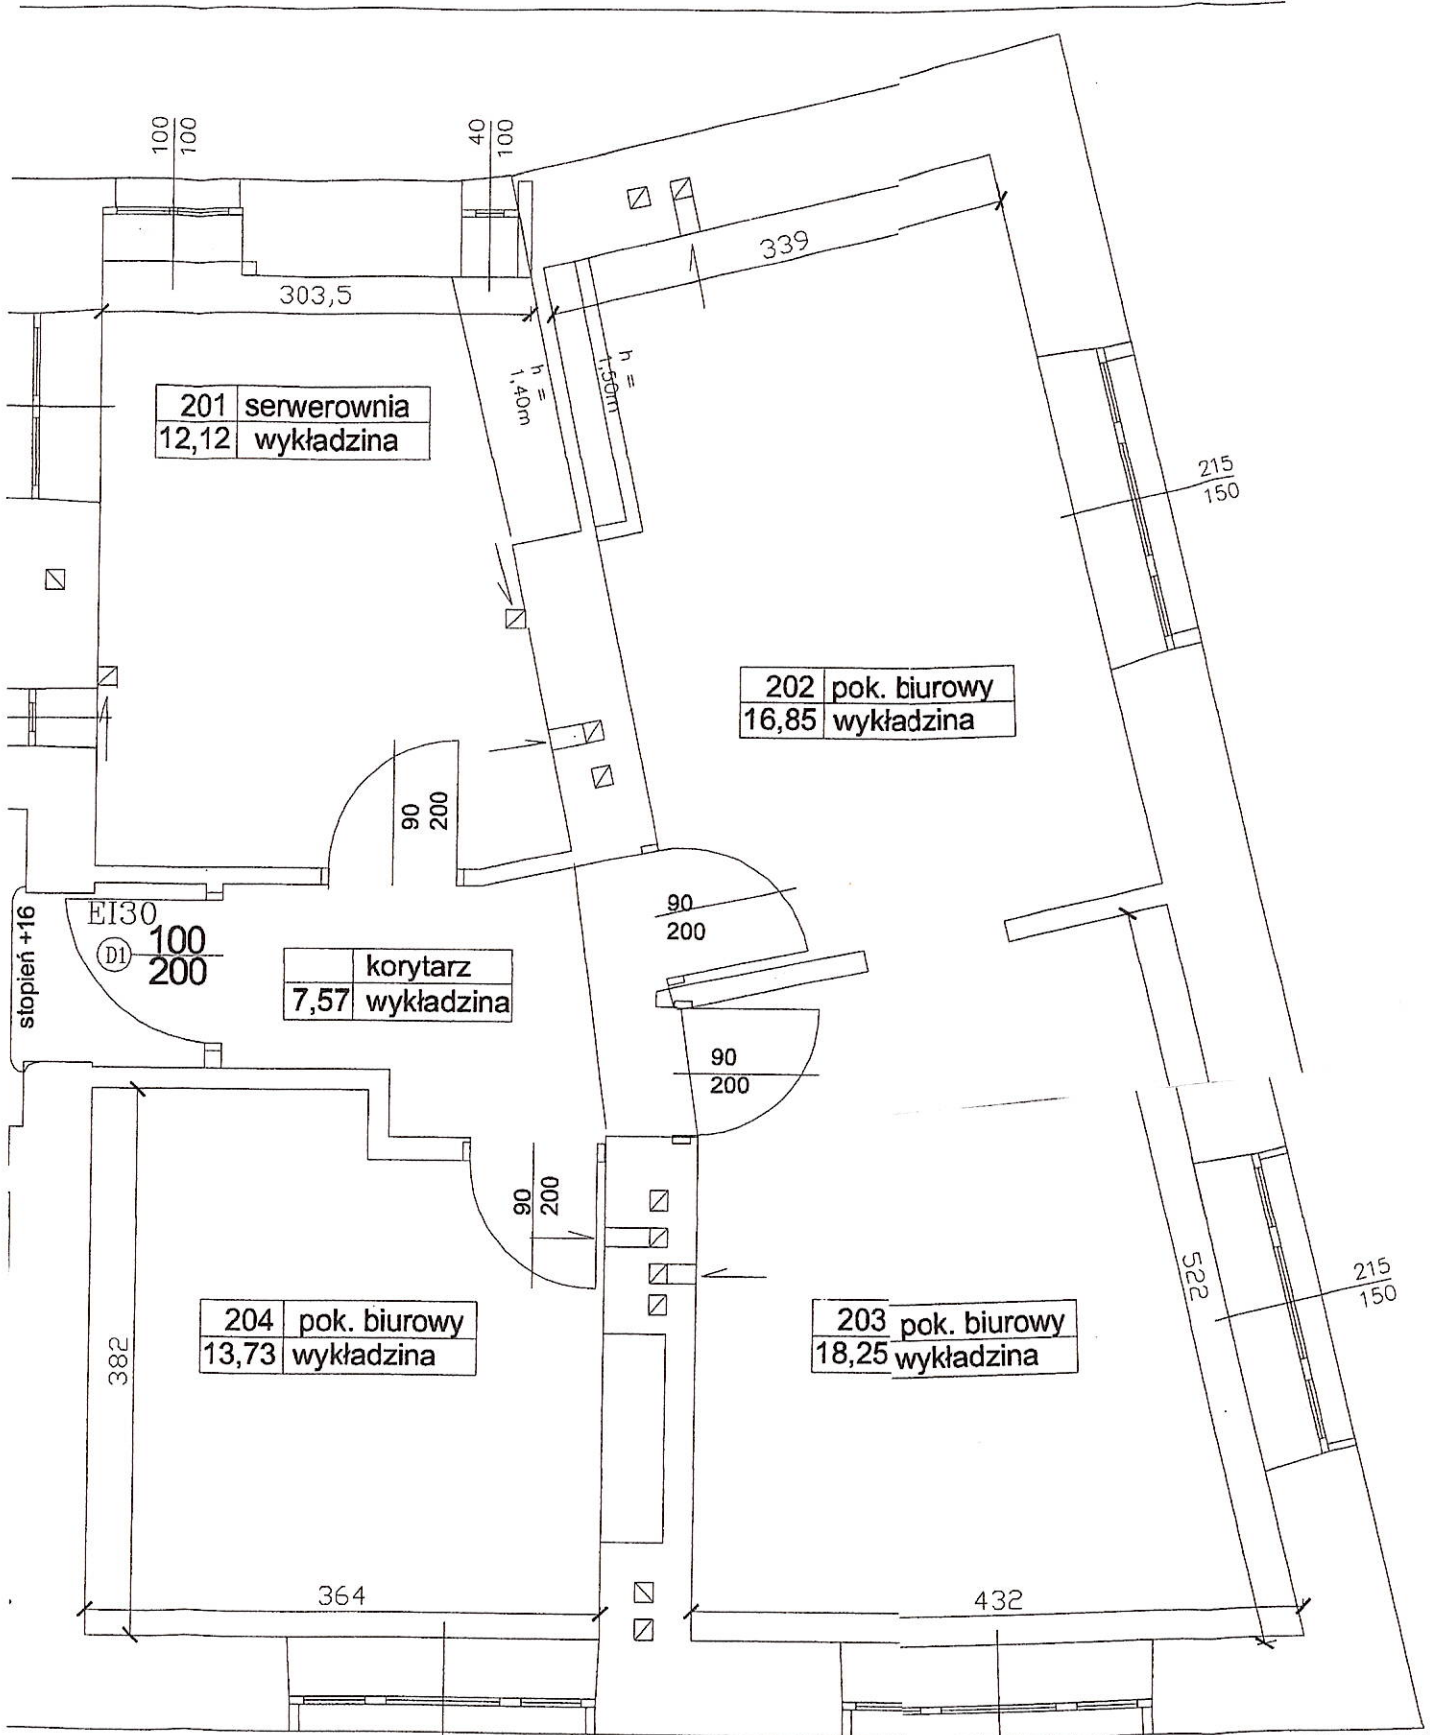 100
100
40
100
339
303,5
h =
1,40m
h =
1,50m
201 serwerownia
12,12 wykładzina
215
150
202 pok. biurowy
16,85 wykładzina
90
200
90
200
stopień +16
EI30
D1 100
200
korytarz
7,57 wykładzina
90
200
90
200
522
215
150
204 pok. biurowy
13,73 wykładzina
203 pok. biurowy
18,25 wykładzina
382
364
432